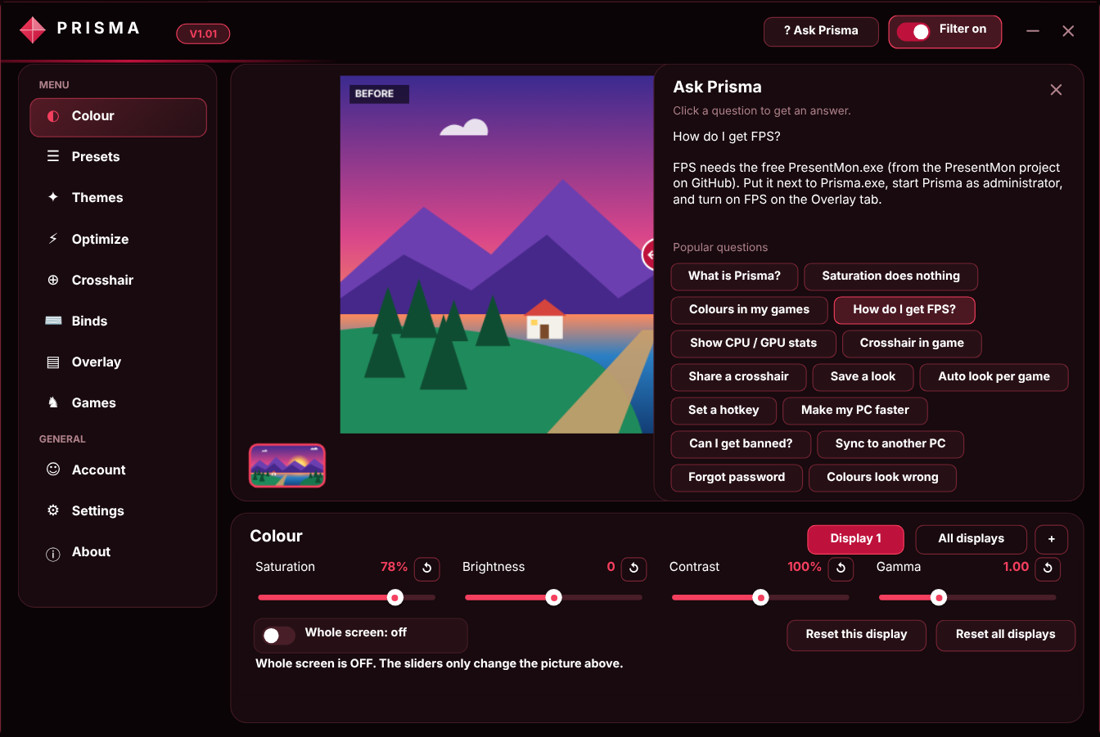 PRISMA
V1.01
? Ask Prisma
Filter on
MENU
Colour
Presets
Themes
Optimize
Crosshair
Binds
Overlay
Games
GENERAL
Account
Settings
About
BEFORE
Ask Prisma
Click a question to get an answer.
How do I get FPS?
FPS needs the free PresentMon.exe (from the PresentMon project
on GitHub). Put it next to Prisma.exe, start Prisma as administrator,
and turn on FPS on the Overlay tab.
Popular questions
What is Prisma? Saturation does nothing
Colours in my games How do I get FPS?
Show CPU / GPU stats Crosshair in game
Share a crosshair Save a look Auto look per game
Set a hotkey Make my PC faster
Can I get banned? Sync to another PC
Forgot password Colours look wrong
Colour
Display 1 All displays +
Saturation 78% Brightness 0 Contrast 100% Gamma 1.00
Whole screen: off
Reset this display Reset all displays
Whole screen is OFF. The sliders only change the picture above.